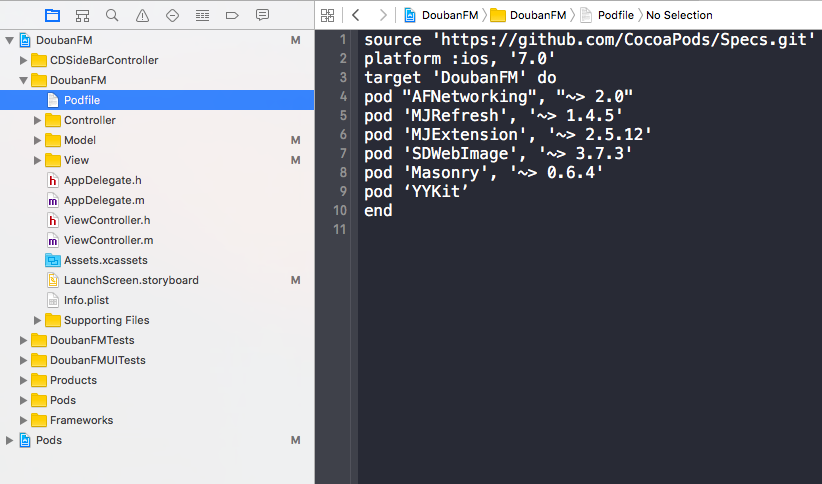 DoubanFM > DoubanFM > Podfile > No Selection
DoubanFM M
CDSideBarController
DoubanFM
Podfile
Controller
Model M
View M
h AppDelegate.h
m AppDelegate.m
h ViewController.h
m ViewController.m
Assets.xcassets
LaunchScreen.storyboard M
Info.plist
Supporting Files
DoubanFMTests
DoubanFMUITests
Products
Pods
Frameworks
Pods M
1 source 'https://github.com/CocoaPods/Specs.git'
2 platform :ios, '7.0'
3 target 'DoubanFM' do
4 pod "AFNetworking", "~> 2.0"
5 pod 'MJRefresh', '~> 1.4.5'
6 pod 'MJExtension', '~> 2.5.12'
7 pod 'SDWebImage', '~> 3.7.3'
8 pod 'Masonry', '~> 0.6.4'
9 pod ‘YYKit’
10 end
11